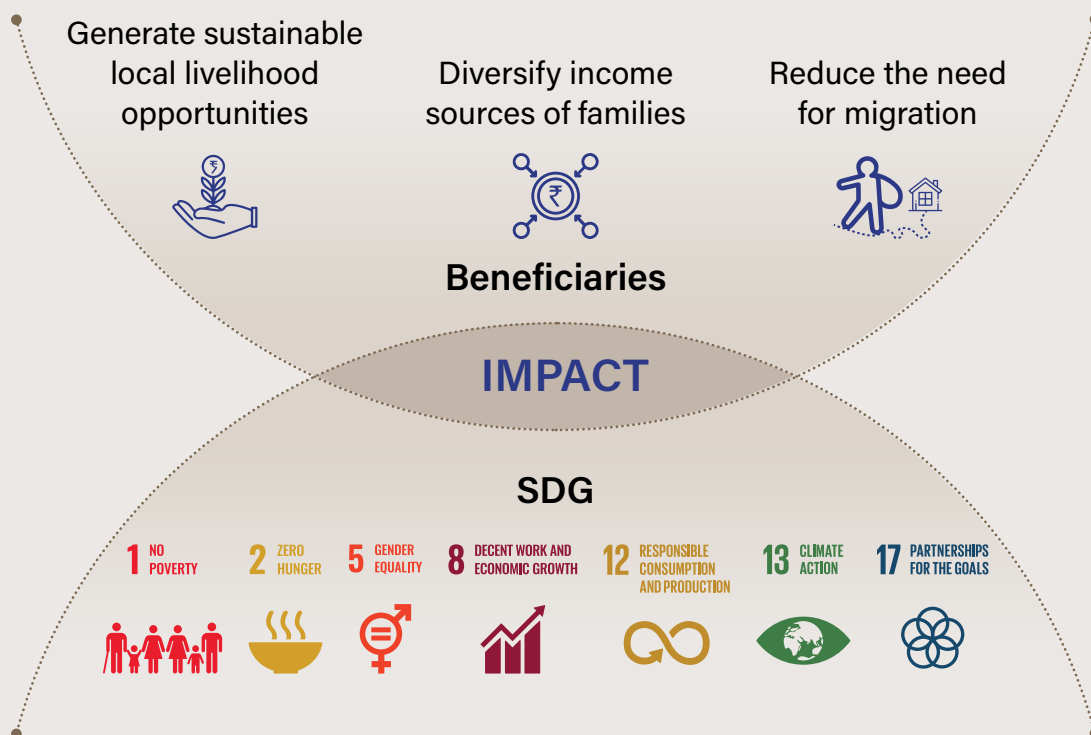 Generate sustainable
local livelihood
opportunities
Diversify income
sources of families
Reduce the need
for migration
₹
₹
Beneficiaries
IMPACT
SDG
1 NO
POVERTY
2 ZERO
HUNGER
5 GENDER
EQUALITY
8 DECENT WORK AND
ECONOMIC GROWTH
12 RESPONSIBLE
CONSUMPTION
AND PRODUCTION
13 CLIMATE
ACTION
17 PARTNERSHIPS
FOR THE GOALS